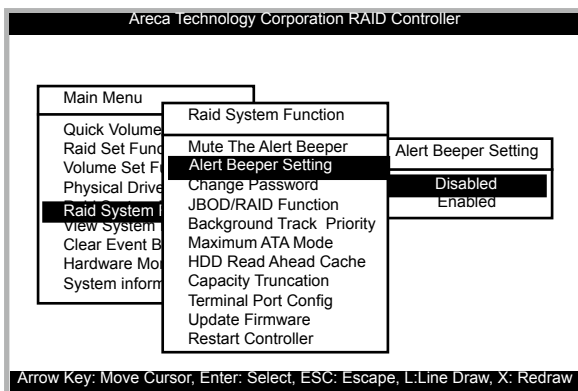 Areca Technology Corporation RAID Controller
Main Menu
Quick Volume
Raid Set Func
Volume Set F
Physical Drive
Raid System
View System
Clear Event B
Hardware Mo
System inform
Raid System Function
Mute The Alert Beeper
Alert Beeper Setting
Change Password
JBOD/RAID Function
Background Track Priority
Maximum ATA Mode
HDD Read Ahead Cache
Capacity Truncation
Terminal Port Config
Update Firmware
Restart Controller
Alert Beeper Setting
Disabled
Enabled
Arrow Key: Move Cursor, Enter: Select, ESC: Escape, L:Line Draw, X: Redraw